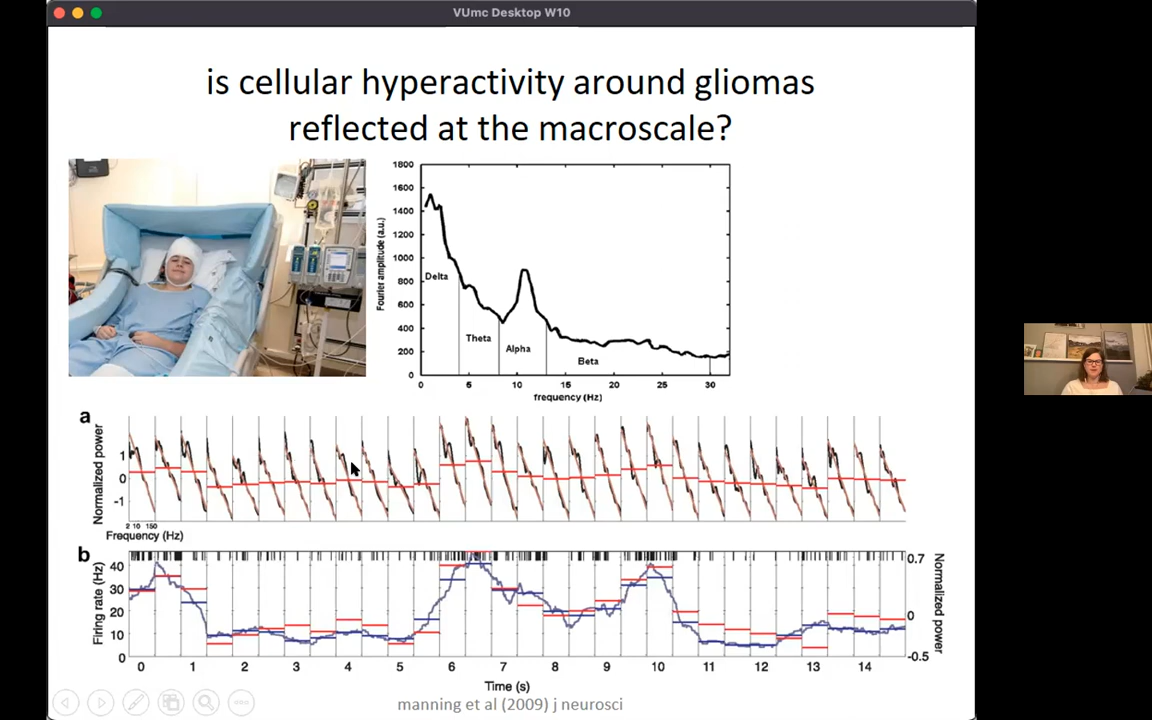 VUmc Desktop W10
is cellular hyperactivity around gliomas
reflected at the macroscale?
1800
1600
1400
1200
1000
800
600
400
200
0
Fourier amplitude (a.u.)
Delta
Theta
Alpha
Beta
0 5 10 15 20 25 30
frequency (Hz)
a
Normalized power
1
0
-1
2 10 150
Frequency (Hz)
b
Firing rate (Hz)
40
30
20
10
0
0.7
0
-0.5
Normalized power
0 1 2 3 4 5 6 7 8 9 10 11 12 13 14
Time (s)
manning et al (2009) j neurosci